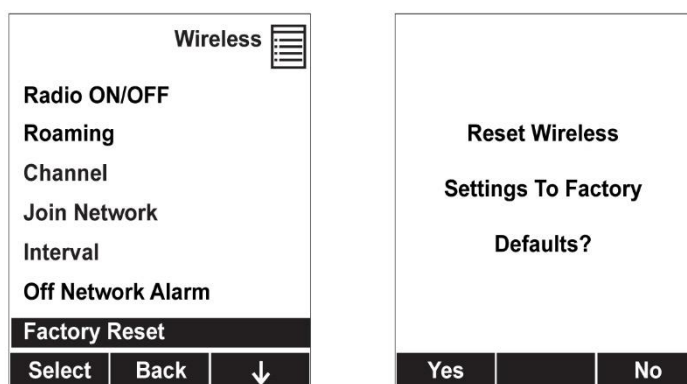 Wireless
Radio ON/OFF
Roaming
Channel
Join Network
Interval
Off Network Alarm
Factory Reset
Select Back ↓
Reset Wireless
Settings To Factory
Defaults?
Yes No